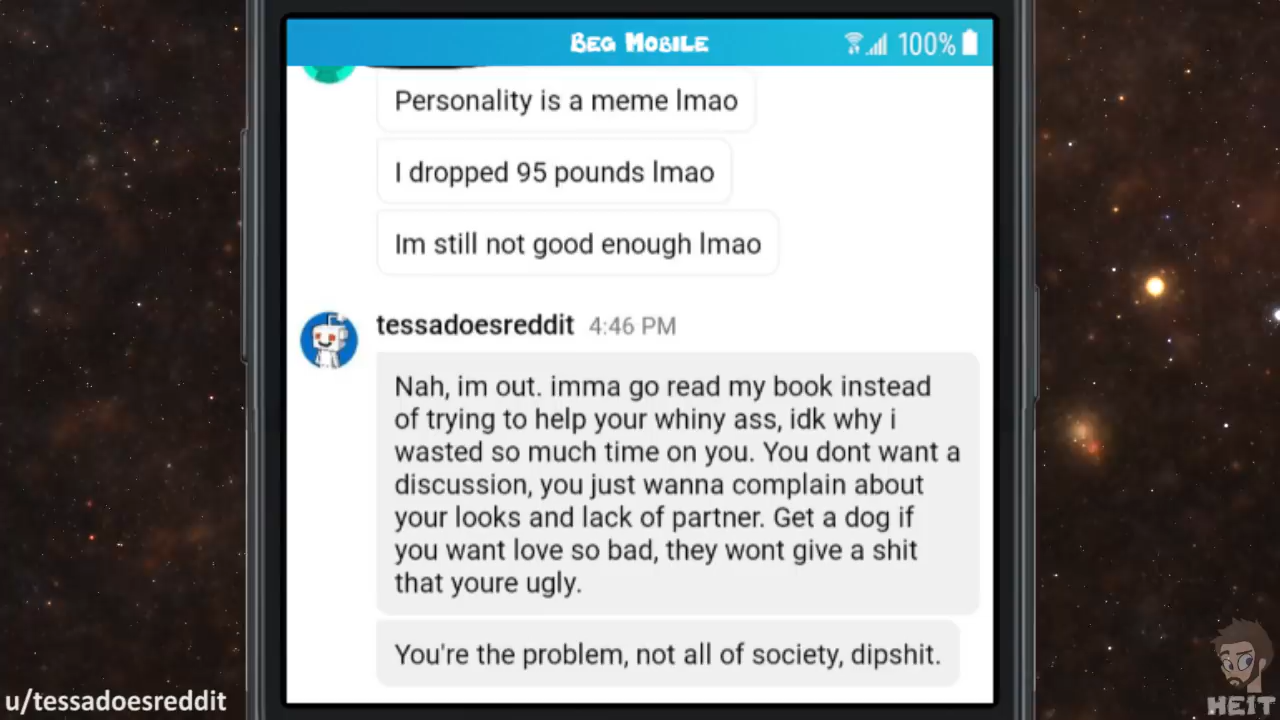 BEG MOBILE
100%
Personality is a meme lmao
I dropped 95 pounds lmao
Im still not good enough lmao
tessadoesreddit 4:46 PM
Nah, im out. imma go read my book instead
of trying to help your whiny ass, idk why i
wasted so much time on you. You dont want a
discussion, you just wanna complain about
your looks and lack of partner. Get a dog if
you want love so bad, they wont give a shit
that youre ugly.
You're the problem, not all of society, dipshit.
u/tessadoesreddit
HEIT